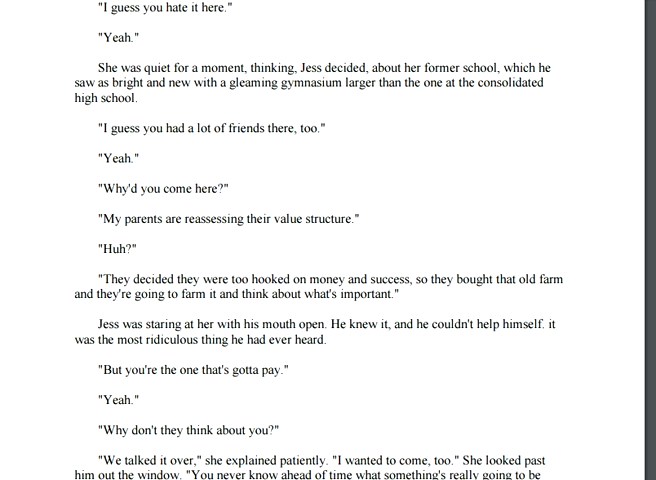 "I guess you hate it here."
"Yeah."
She was quiet for a moment, thinking, Jess decided, about her former school, which he
saw as bright and new with a gleaming gymnasium larger than the one at the consolidated
high school.
"I guess you had a lot of friends there, too."
"Yeah."
"Why'd you come here?"
"My parents are reassessing their value structure."
"Huh?"
"They decided they were too hooked on money and success, so they bought that old farm
and they're going to farm it and think about what's important."
Jess was staring at her with his mouth open. He knew it, and he couldn't help himself. it
was the most ridiculous thing he had ever heard.
"But you're the one that's gotta pay."
"Yeah."
"Why don't they think about you?"
"We talked it over," she explained patiently. "I wanted to come, too." She looked past
him out the window. "You never know ahead of time what something's really going to be